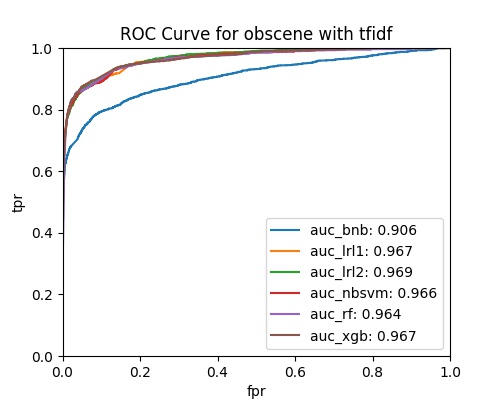 ROC Curve for obscene with tfidf
1.0
0.8
0.6
0.4
0.2
0.0
tpr
auc_bnb: 0.906
auc_lrl1: 0.967
auc_lrl2: 0.969
auc_nbsvm: 0.966
auc_rf: 0.964
auc_xgb: 0.967
0.0 0.2 0.4 0.6 0.8 1.0
fpr